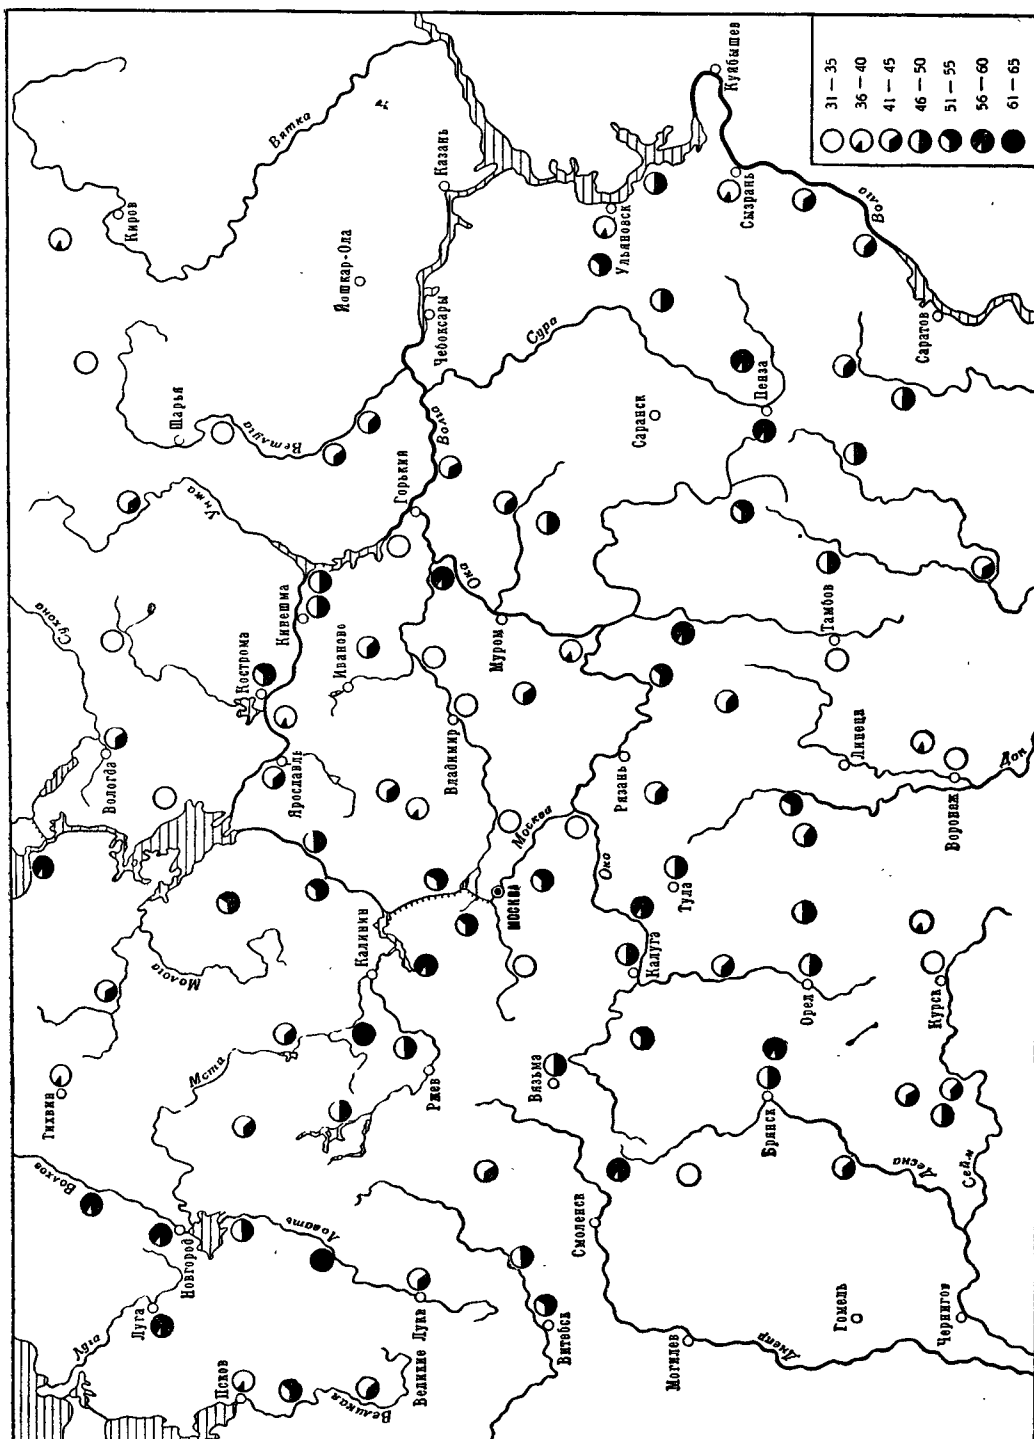 Тихвин
Волхов
Сухона
Луга
Вологда
Киров
Луга
Новгород
Молога
Шарья
Мста
Унжа
Псков
Кострома
Ярославль
Ветлуга
Вятка
Ловать
Кинешма
Иваново
Йошкар-Ола
Калинин
Великая
Великие Луки
Ржев
Владимир
Горький
Волга
Чебоксары
Казань
Москва
МОСКВА
Муром
Ока
Вязьма
Витебск
Сура
Смоленск
Ока
Рязань
Ульяновск
Калуга
Саранск
Могилев
Тула
Куйбышев
Брянск
Пенза
Сызрань
Днепр
Орел
Тамбов
Гомель
Липецк
Волга
Десна
Курск
Воронеж
Саратов
Чернигов
Сейм
Дон
31—35
36—40
41—45
46—50
51—55
56—60
61—65